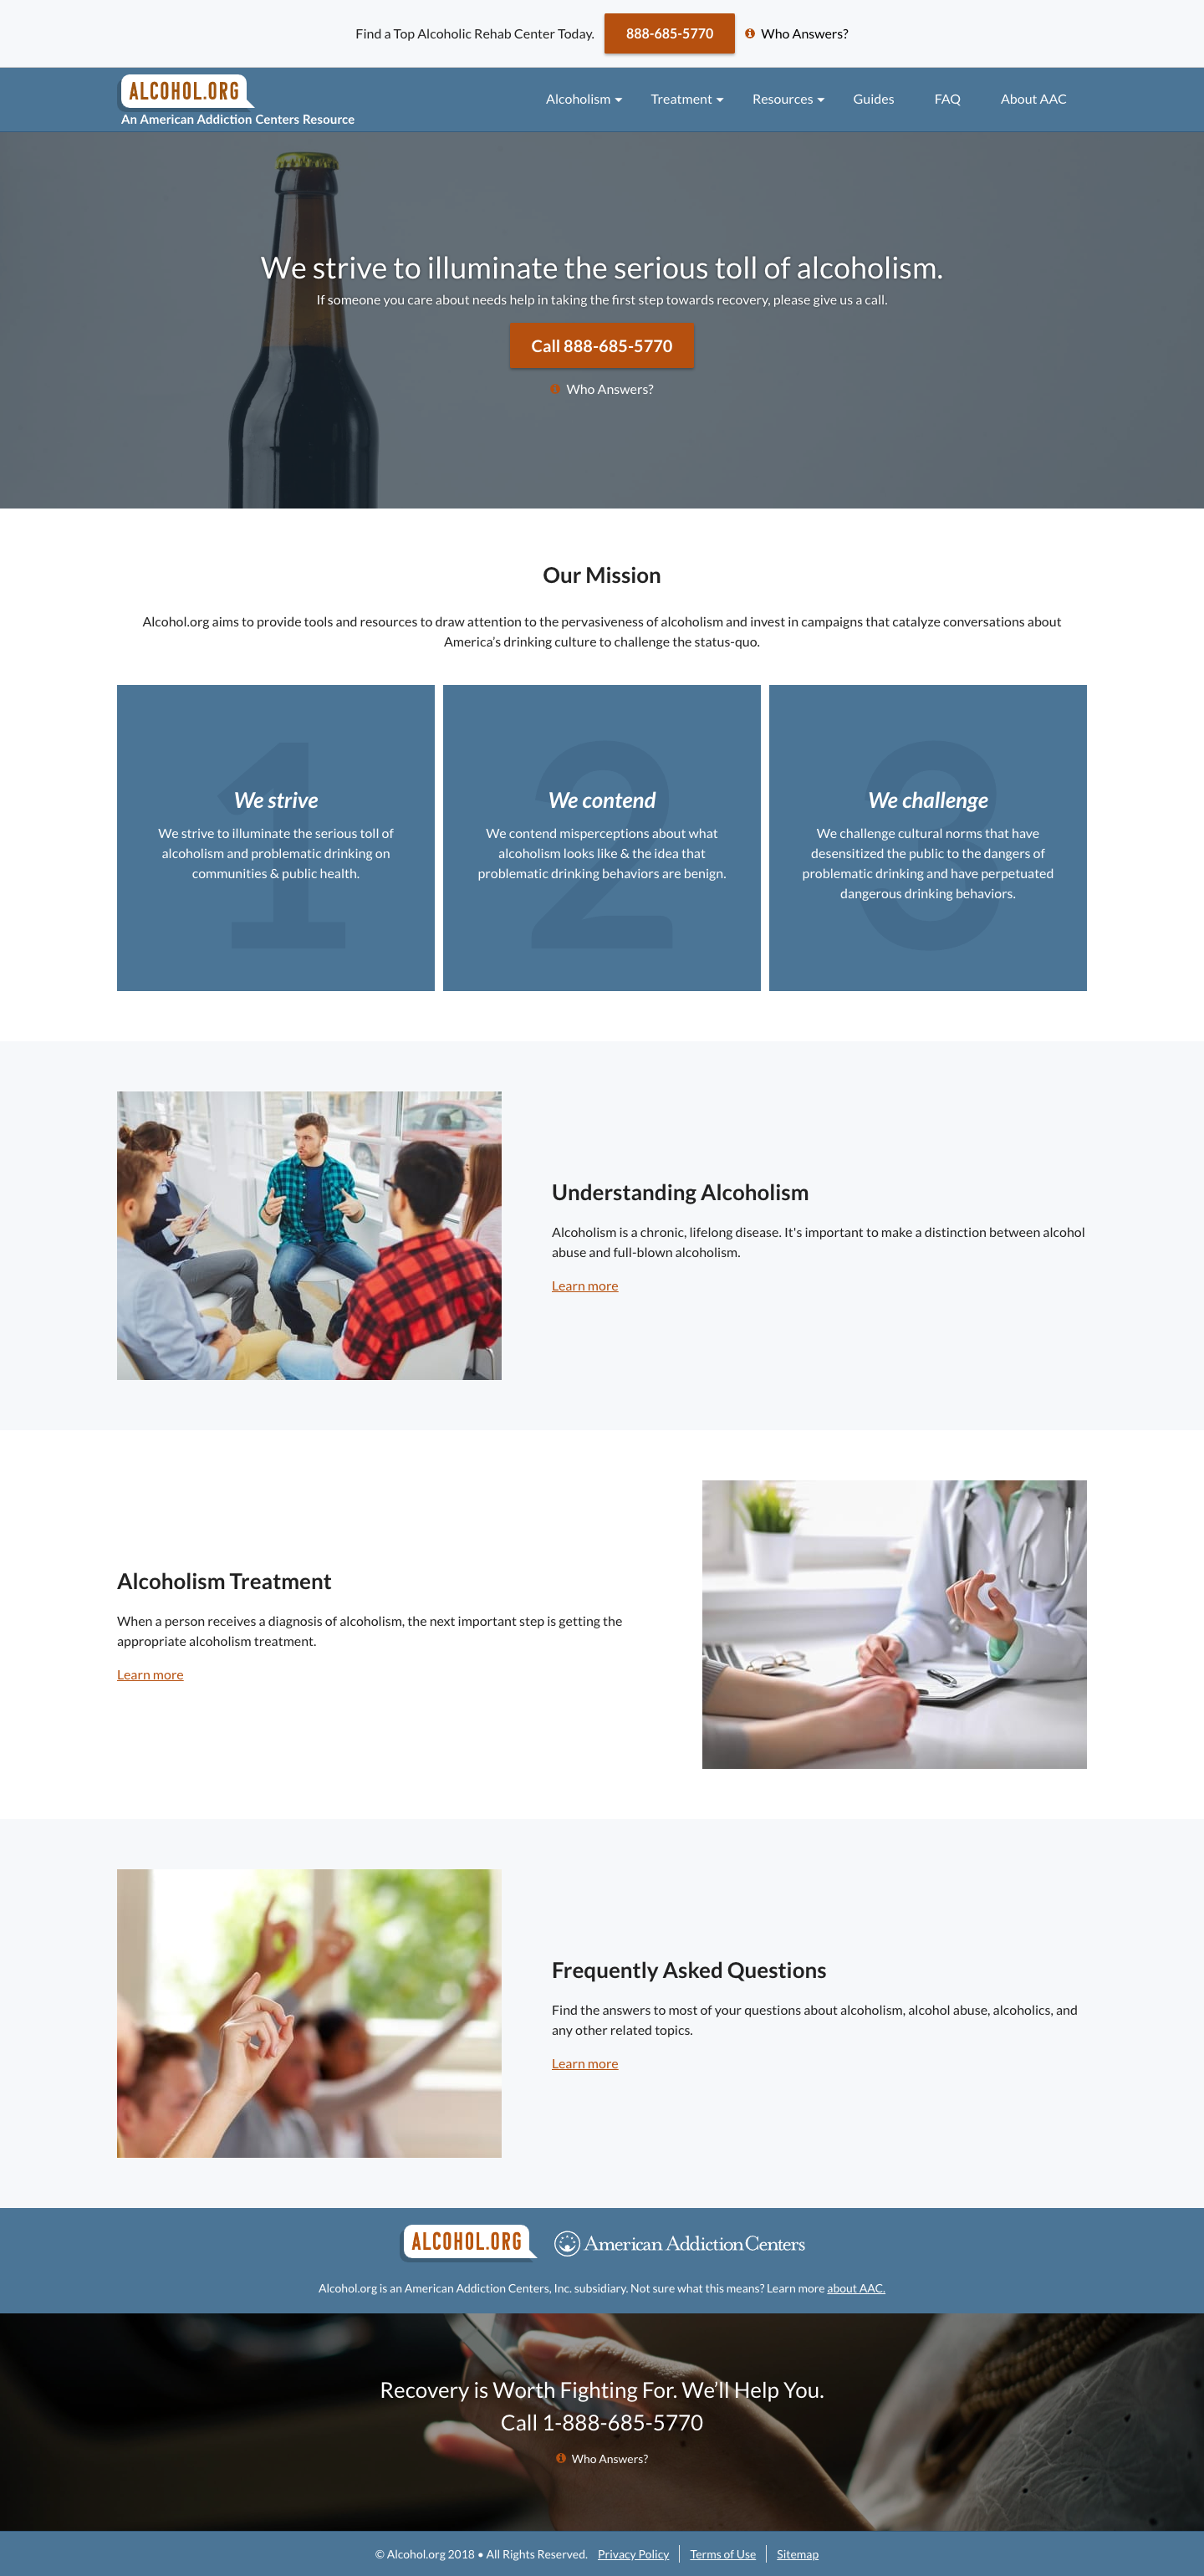 Find a Top Alcoholic Rehab Center Today. 888-685-5770 Who Answers?
ALCOHOL.ORG
An American Addiction Centers Resource
Alcoholism Treatment Resources Guides FAQ About AAC
We strive to illuminate the serious toll of alcoholism.
If someone you care about needs help in taking the first step towards recovery, please give us a call.
Call 888-685-5770
Who Answers?
Our Mission
Alcohol.org aims to provide tools and resources to draw attention to the pervasiveness of alcoholism and invest in campaigns that catalyze conversations about
America’s drinking culture to challenge the status-quo.
1
We strive
We strive to illuminate the serious toll of
alcoholism and problematic drinking on
communities & public health.
2
We contend
We contend misperceptions about what
alcoholism looks like & the idea that
problematic drinking behaviors are benign.
3
We challenge
We challenge cultural norms that have
desensitized the public to the dangers of
problematic drinking and have perpetuated
dangerous drinking behaviors.
Understanding Alcoholism
Alcoholism is a chronic, lifelong disease. It's important to make a distinction between alcohol
abuse and full-blown alcoholism.
Learn more
Alcoholism Treatment
When a person receives a diagnosis of alcoholism, the next important step is getting the
appropriate alcoholism treatment.
Learn more
Frequently Asked Questions
Find the answers to most of your questions about alcoholism, alcohol abuse, alcoholics, and
any other related topics.
Learn more
ALCOHOL.ORG American Addiction Centers
Alcohol.org is an American Addiction Centers, Inc. subsidiary. Not sure what this means? Learn more about AAC.
Recovery is Worth Fighting For. We’ll Help You.
Call 1-888-685-5770
Who Answers?
© Alcohol.org 2018 • All Rights Reserved. Privacy Policy Terms of Use Sitemap